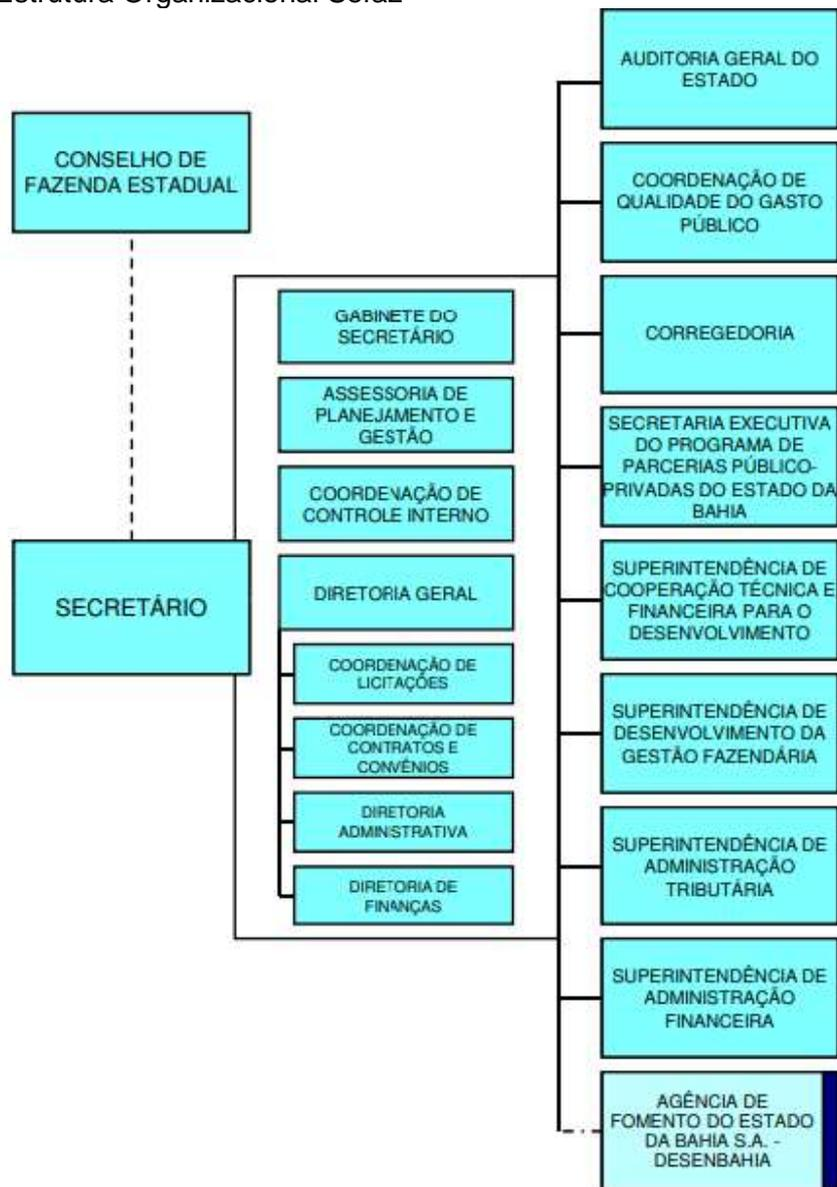 Estrutura Organizacional Sefaz
CONSELHO DE
FAZENDA ESTADUAL
SECRETÁRIO
GABINETE DO
SECRETÁRIO
ASSESSORIA DE
PLANEJAMENTO E
GESTÃO
COORDENAÇÃO DE
CONTROLE INTERNO
DIRETORIA GERAL
COORDENAÇÃO DE
LICITAÇÕES
COORDENAÇÃO DE
CONTRATOS E
CONVÊNIOS
DIRETORIA
ADMINISTRATIVA
DIRETORIA DE
FINANÇAS
AUDITORIA GERAL DO
ESTADO
COORDENAÇÃO DE
QUALIDADE DO GASTO
PÚBLICO
CORREGEDORIA
SECRETARIA EXECUTIVA
DO PROGRAMA DE
PARCERIAS PÚBLICO-
PRIVADAS DO ESTADO DA
BAHIA
SUPERINTENDÊNCIA DE
COOPERAÇÃO TÉCNICA E
FINANCEIRA PARA O
DESENVOLVIMENTO
SUPERINTENDÊNCIA DE
DESENVOLVIMENTO DA
GESTÃO FAZENDÁRIA
SUPERINTENDÊNCIA DE
ADMINISTRAÇÃO
TRIBUTÁRIA
SUPERINTENDÊNCIA DE
ADMINISTRAÇÃO
FINANCEIRA
AGÊNCIA DE
FOMENTO DO ESTADO
DA BAHIA S.A. -
DESENBAHIA